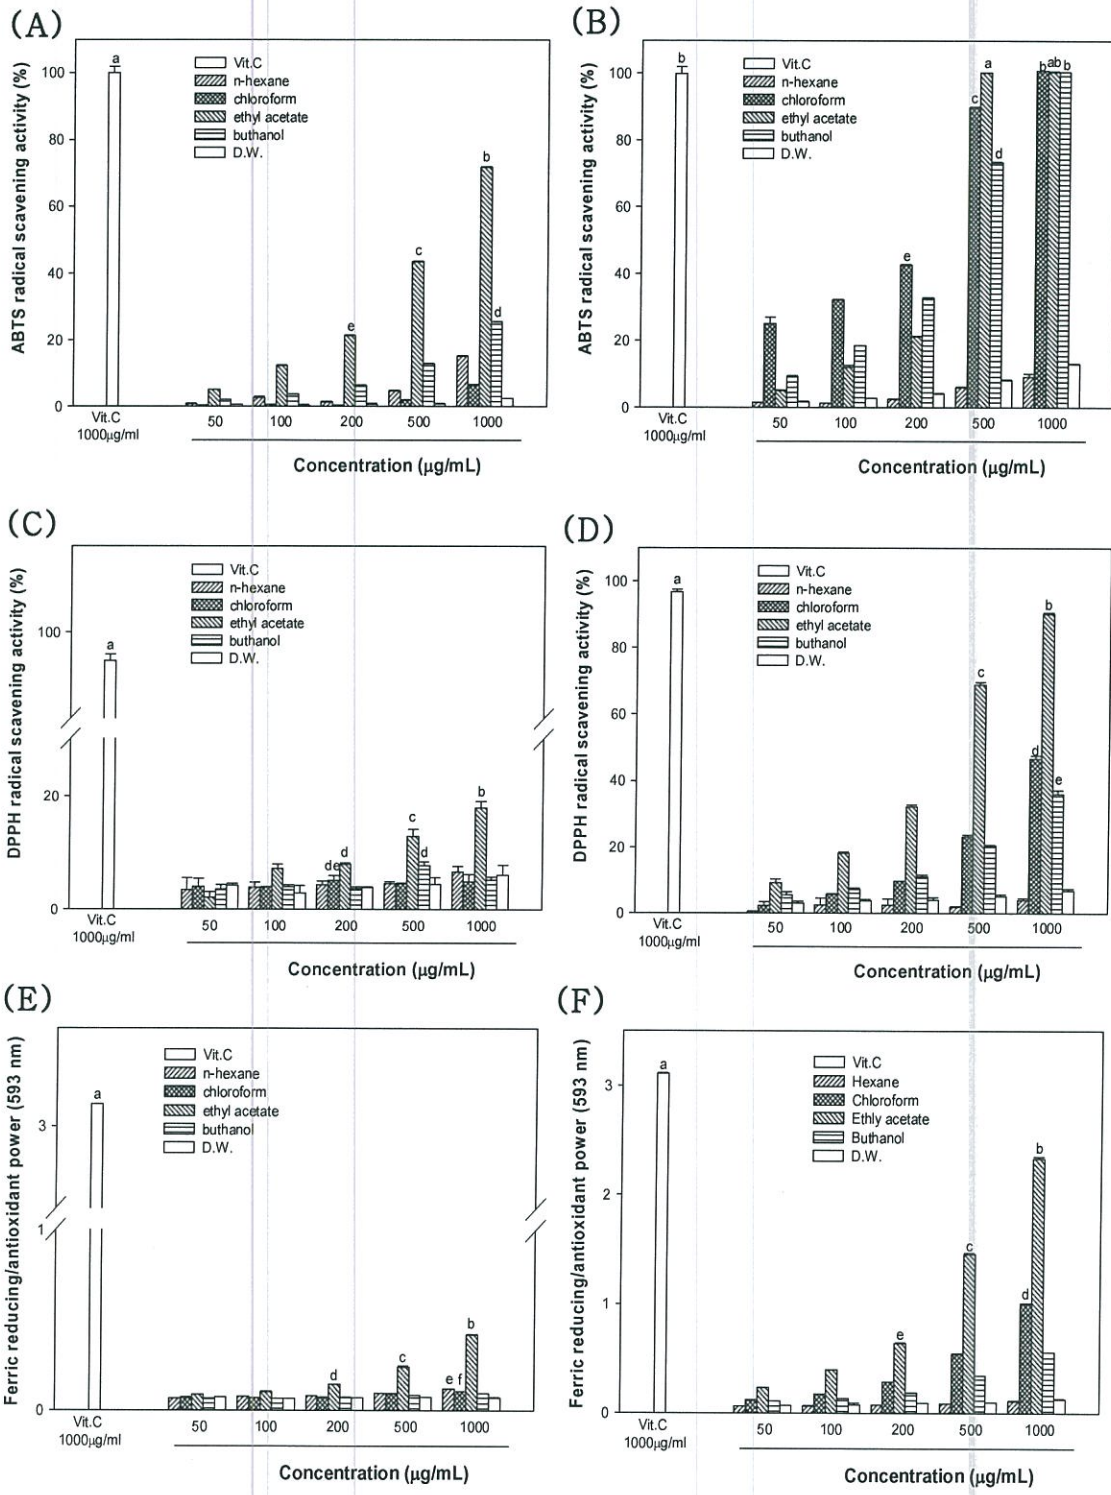 (A)
ABTS radical scavening activity (%)
100
80
60
40
20
0
Vit.C
n-hexane
chloroform
ethyl acetate
buthanol
D.W.
a
e
c
b
d
Vit.C
1000μg/ml
50 100 200 500 1000
Concentration (μg/mL)
(B)
ABTS radical scavening activity (%)
100
80
60
40
20
0
Vit.C
n-hexane
chloroform
ethyl acetate
buthanol
D.W.
b
e
c
a
d
b ab b
Vit.C
1000μg/ml
50 100 200 500 1000
Concentration (μg/mL)
(C)
DPPH radical scavening activity (%)
100
20
0
Vit.C
n-hexane
chloroform
ethyl acetate
buthanol
D.W.
a
de
d
c
d
b
Vit.C
1000μg/ml
50 100 200 500 1000
Concentration (μg/mL)
(D)
DPPH radical scavening activity (%)
100
80
60
40
20
0
Vit.C
n-hexane
chloroform
ethyl acetate
buthanol
D.W.
a
c
d
b
e
Vit.C
1000μg/ml
50 100 200 500 1000
Concentration (μg/mL)
(E)
Ferric reducing/antioxidant power (593 nm)
3
1
0
Vit.C
n-hexane
chloroform
ethyl acetate
buthanol
D.W.
a
d
c
e f
b
Vit.C
1000μg/ml
50 100 200 500 1000
Concentration (μg/mL)
(F)
Ferric reducing/antioxidant power (593 nm)
3
2
1
0
Vit.C
Hexane
Chloroform
Ethly acetate
Buthanol
D.W.
a
e
c
d
b
Vit.C
1000μg/ml
50 100 200 500 1000
Concentration (μg/mL)